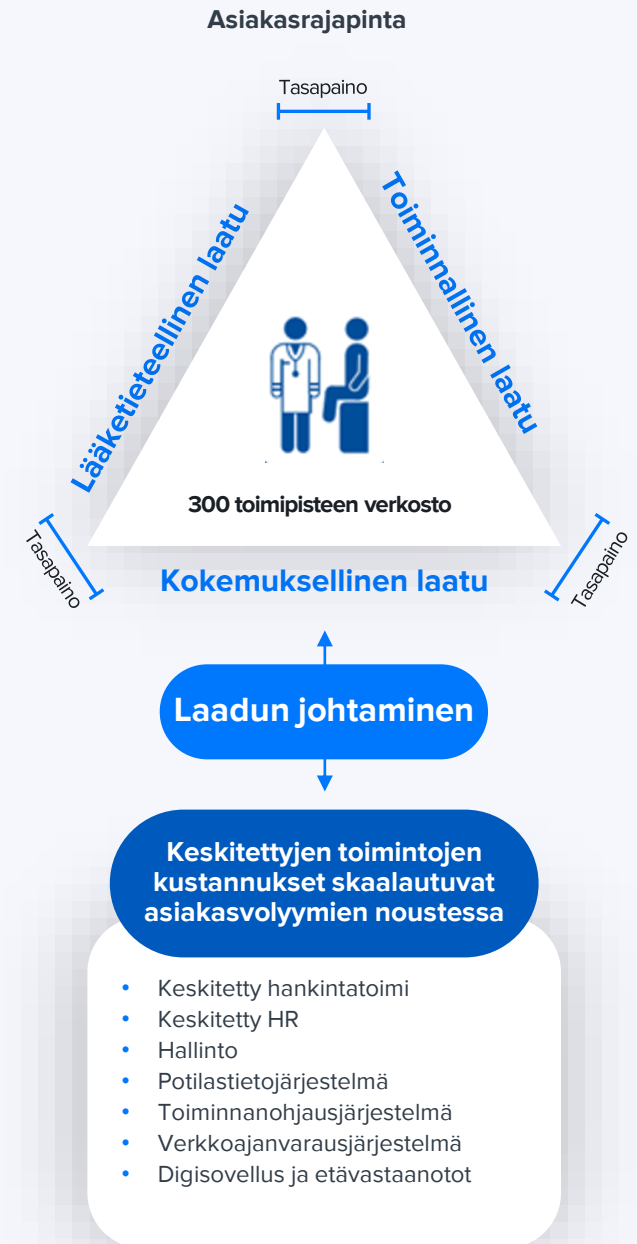 Asiakasrajapinta
Tasapaino
Lääketieteellinen laatu
Toiminnallinen laatu
300 toimipisteen verkosto
Tasapaino
Tasapaino
Kokemuksellinen laatu
Laadun johtaminen
Keskitettyjen toimintojen
kustannukset skaalautuvat
asiakasvolyymien noustessa
• Keskitetty hankintatoimi
• Keskitetty HR
• Hallinto
• Potilastietojärjestelmä
• Toiminnanohjausjärjestelmä
• Verkkoajanvarausjärjestelmä
• Digisovellus ja etävastaanotot